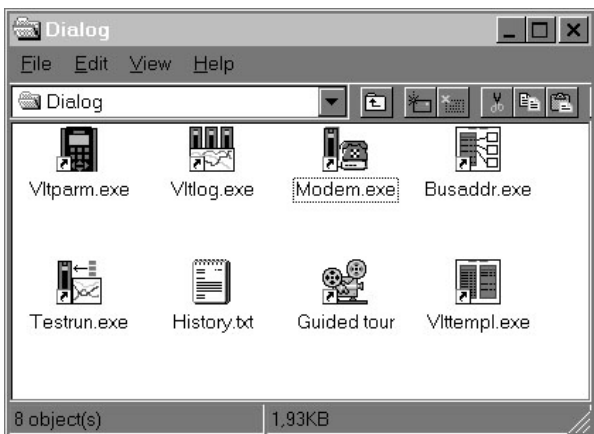 Dialog
File Edit View Help
Dialog
Vltparm.exe Vltlog.exe Modem.exe Busaddr.exe
Testrun.exe History.txt Guided tour Vlttempl.exe
8 object(s) 1,93KB